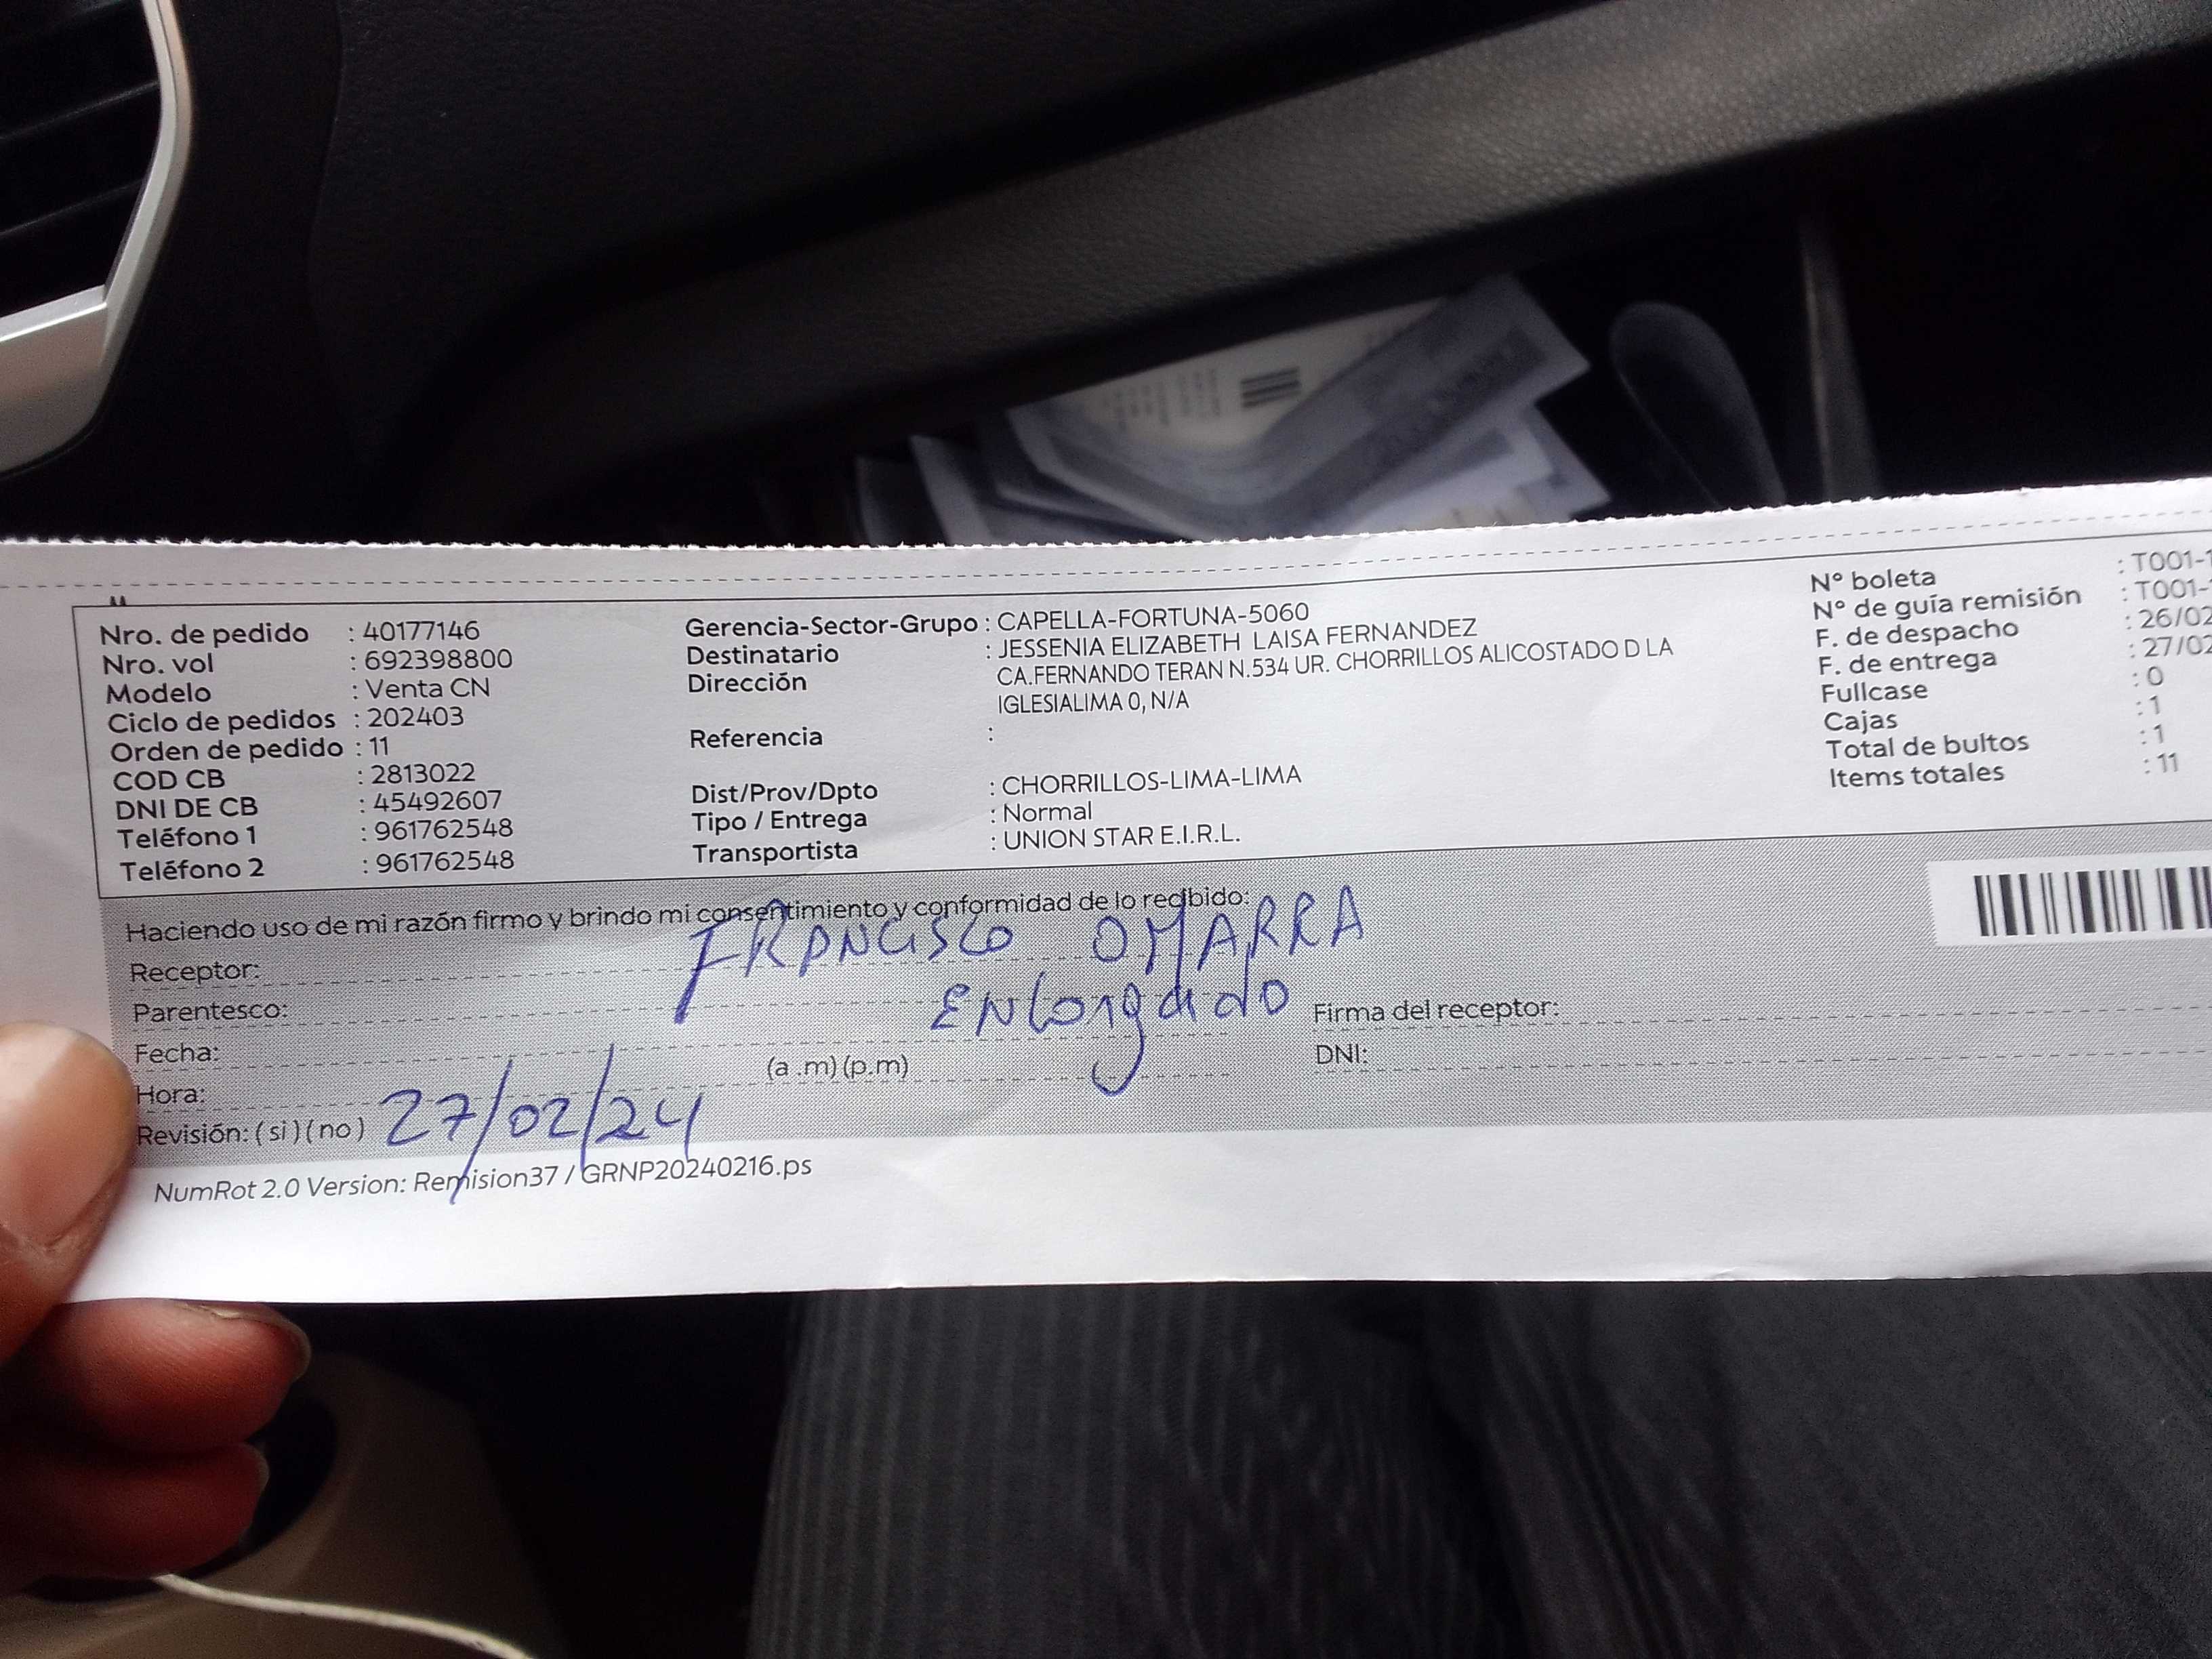 Nro. de pedido : 40177146
Nro. vol : 692398800
Modelo : Venta CN
Ciclo de pedidos : 202403
Orden de pedido : 11
COD CB : 2813022
DNI DE CB : 45492607
Teléfono 1 : 961762548
Teléfono 2 : 961762548
Gerencia-Sector-Grupo : CAPELLA-FORTUNA-5060
Destinatario : JESSENIA ELIZABETH LAISA FERNANDEZ
Dirección CA.FERNANDO TERAN N.534 UR. CHORRILLOS ALICOSTADO D LA
IGLESIALIMA 0, N/A
Referencia :
Dist/Prov/Dpto : CHORRILLOS-LIMA-LIMA
Tipo / Entrega : Normal
Transportista : UNION STAR E.I.R.L.
N° boleta : T001-1
N° de guía remisión : T001-
F. de despacho : 26/02
F. de entrega : 27/02
Fullcase : 0
Cajas : 1
Total de bultos : 1
Items totales : 11
Haciendo uso de mi razón firmo y brindo mi consentimiento y conformidad de lo recibido:
Receptor: FRANCISCO OMARRA
Parentesco:
Firma del receptor:
Fecha:
(a .m) (p.m)
DNI:
Hora:
Revisión: ( si ) ( no ) 27/02/24
NumRot 2.0 Version: Remision37 / GRNP20240216.ps